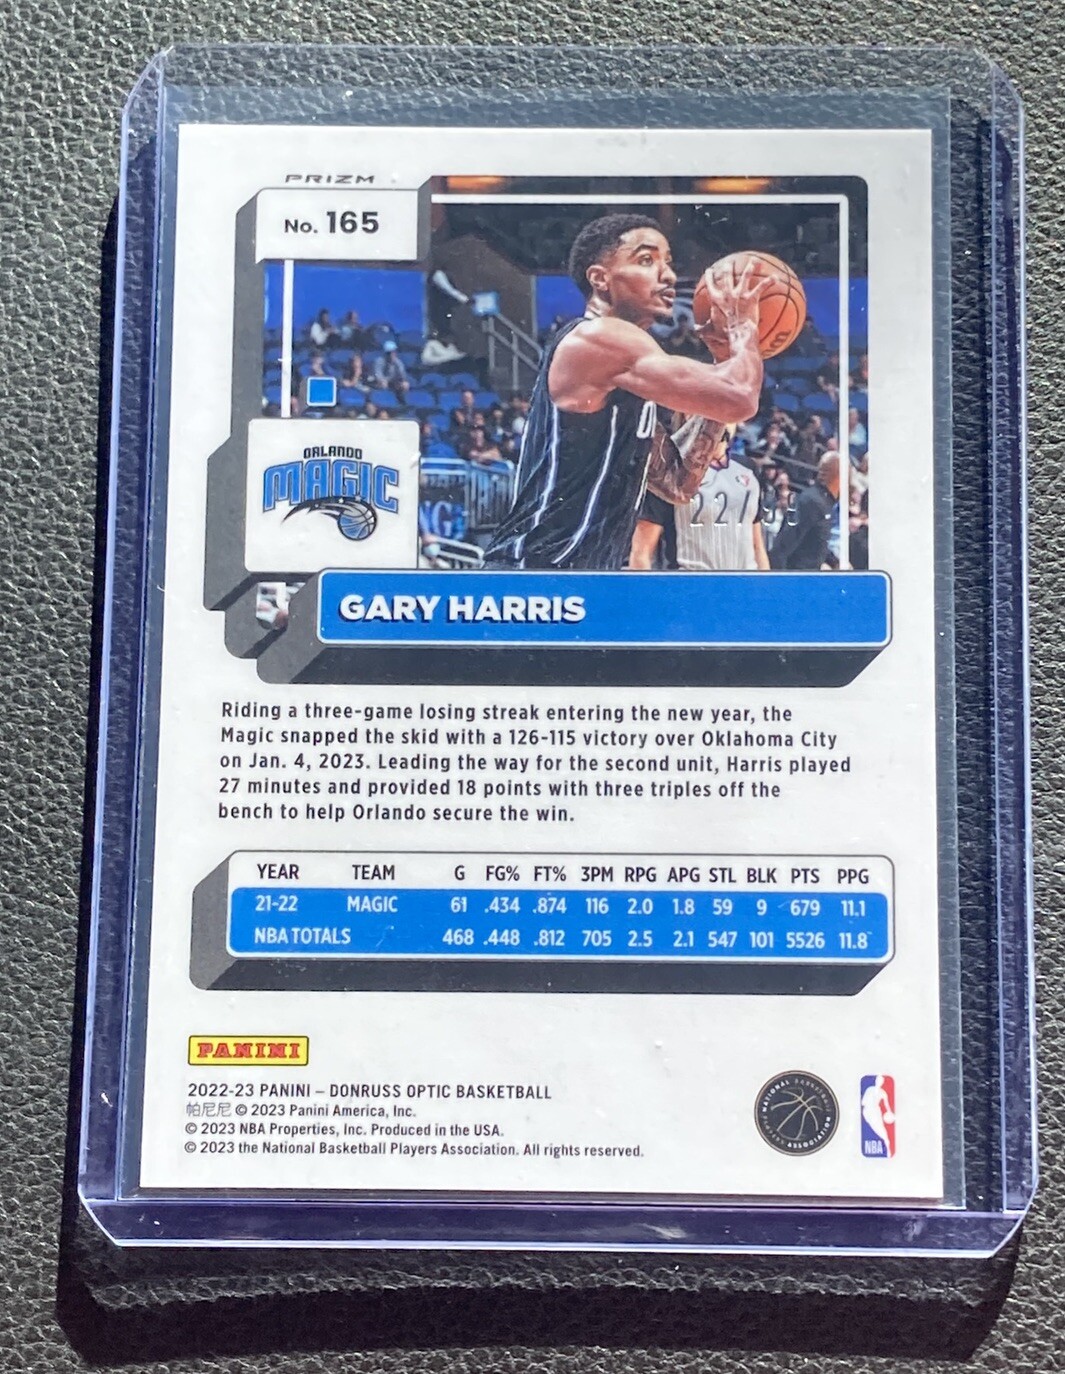 PRIZM
No. 165
ORLANDO
MAGIC
22/99
GARY HARRIS
Riding a three-game losing streak entering the new year, the
Magic snapped the skid with a 126-115 victory over Oklahoma City
on Jan. 4, 2023. Leading the way for the second unit, Harris played
27 minutes and provided 18 points with three triples off the
bench to help Orlando secure the win.
YEAR TEAM G FG% FT% 3PM RPG APG STL BLK PTS PPG
21-22 MAGIC 61 .434 .874 116 2.0 1.8 59 9 679 11.1
NBA TOTALS 468 .448 .812 705 2.5 2.1 547 101 5526 11.8
PANINI
2022-23 PANINI – DONRUSS OPTIC BASKETBALL
帕尼尼 © 2023 Panini America, Inc.
© 2023 NBA Properties, Inc. Produced in the USA.
© 2023 the National Basketball Players Association. All rights reserved.
NATIONAL BASKETBALL PLAYERS ASSOCIATION
NBA